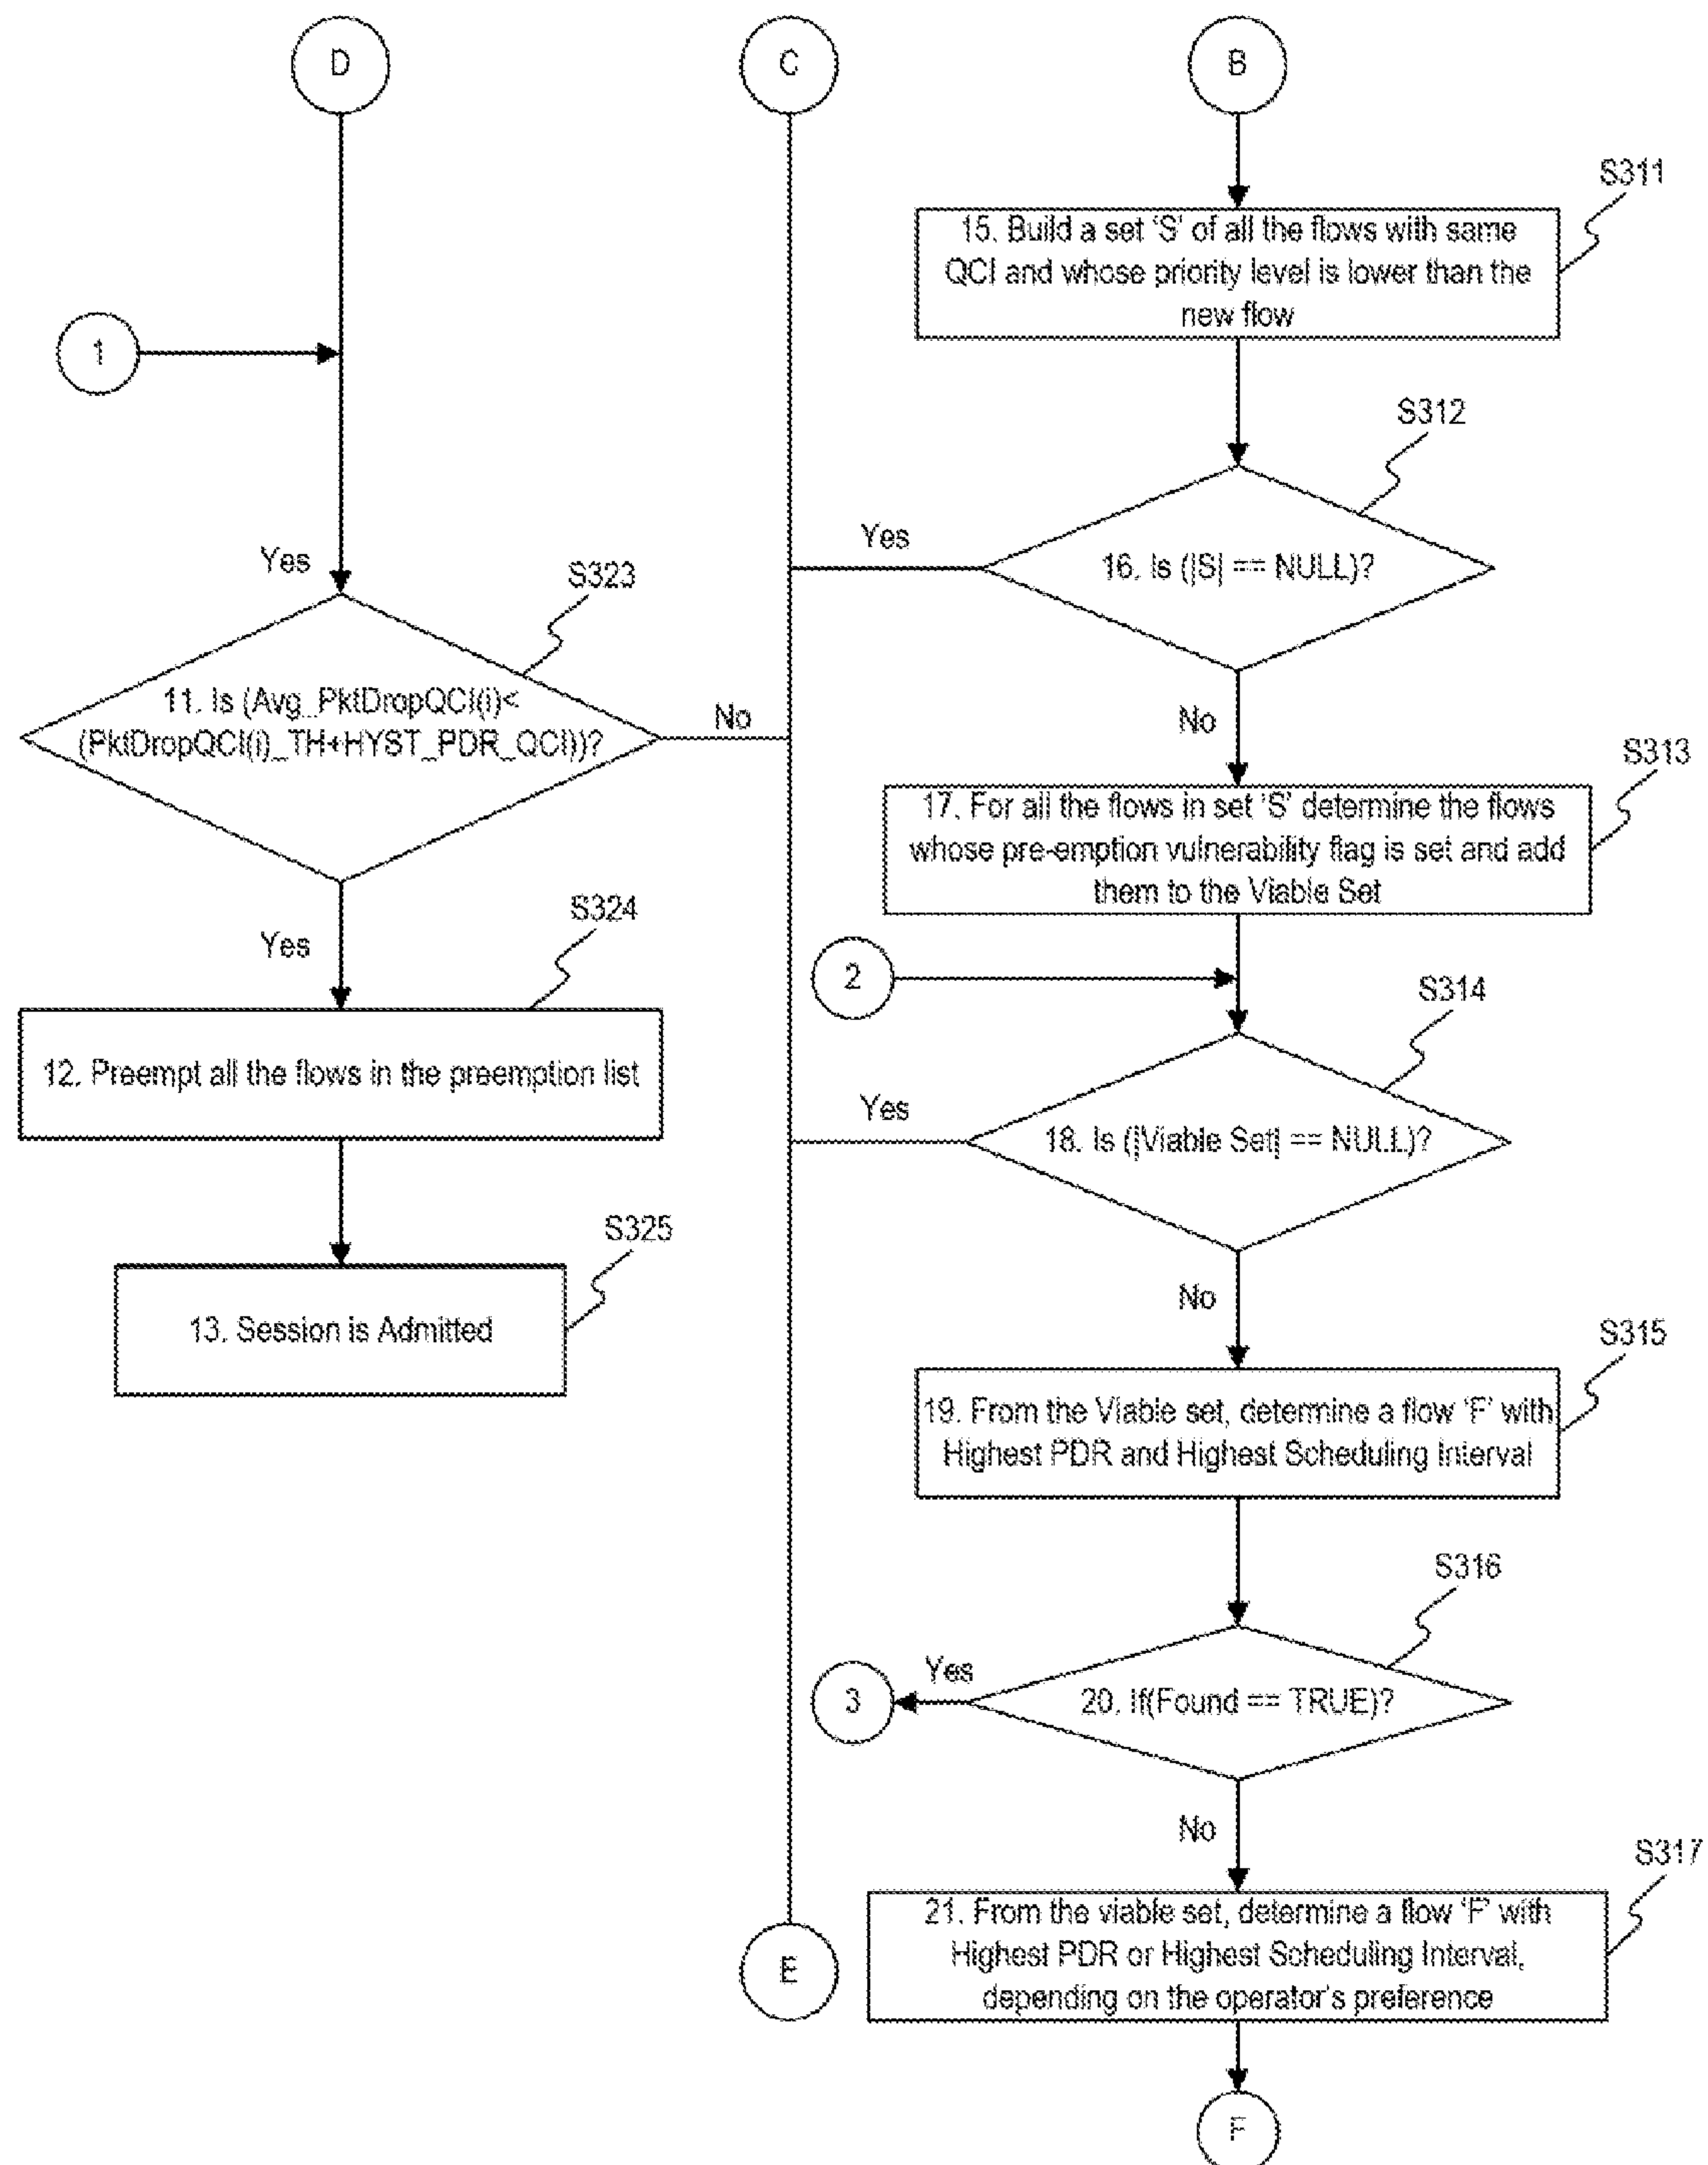 D
C
B
S311
15. Build a set 'S' of all the flows with same
QCI and whose priority level is lower than the
new flow
1
S312
Yes
16. Is (|S| == NULL)?
Yes
S323
11. Is (Avg_PktDropQCI(i)<
(PktDropQCI(i)_TH+HYST_PDR_QCI))?
No
No
S313
17. For all the flows in set 'S' determine the flows
whose pre-emption vulnerability flag is set and add
them to the Viable Set
S324
Yes
2
S314
12. Preempt all the flows in the preemption list
Yes
18. Is (|Viable Set| == NULL)?
S325
No
13. Session is Admitted
S315
19. From the Viable set, determine a flow 'F' with
Highest PDR and Highest Scheduling Interval
S316
Yes
3
20. If(Found == TRUE)?
No
S317
21. From the viable set, determine a flow 'F' with
Highest PDR or Highest Scheduling Interval,
depending on the operator's preference
E
F